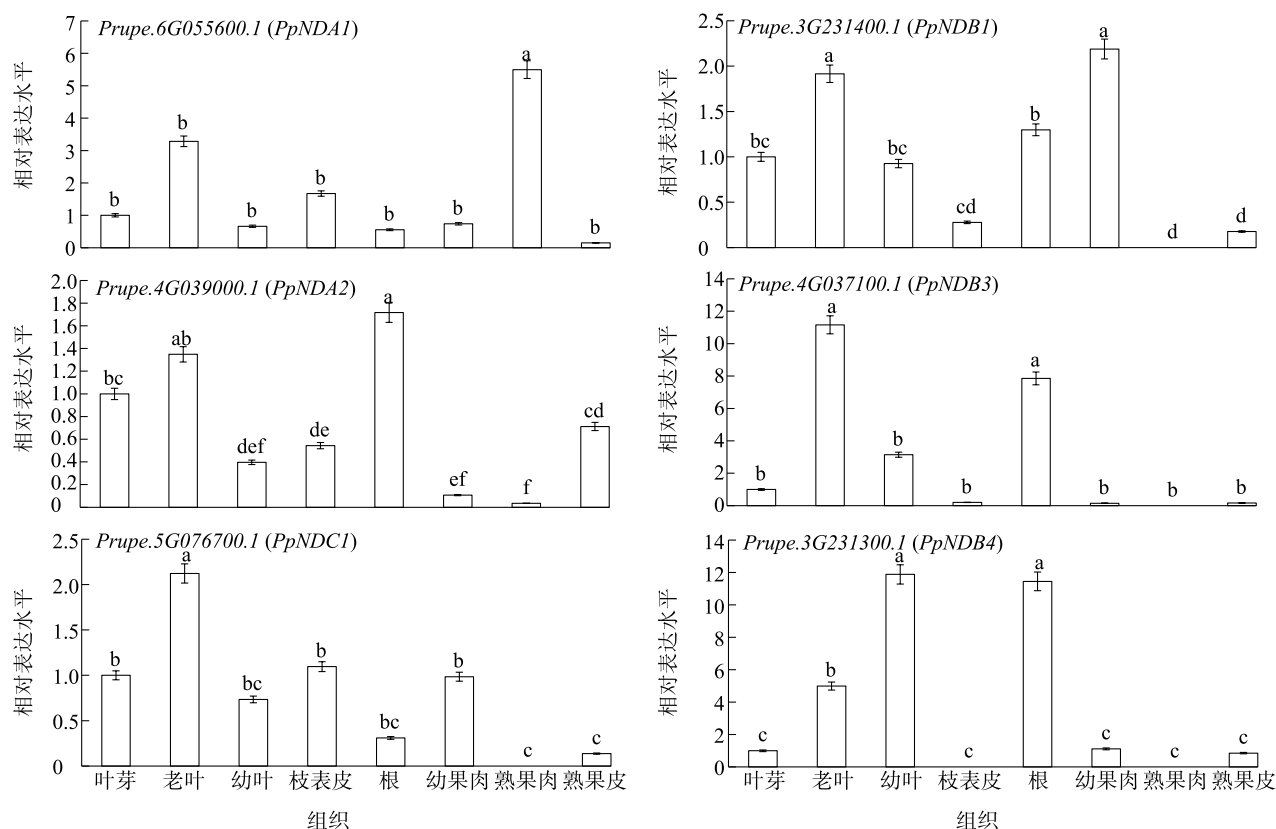 Prupe.6G055600.1 (PpNDA1)
相对表达水平
7
6
5
4
3
2
1
0
b
b
b
b
b
b
a
b
Prupe.3G231400.1 (PpNDB1)
相对表达水平
2.5
2.0
1.5
1.0
0.5
0
bc
a
bc
cd
b
a
d
d
Prupe.4G039000.1 (PpNDA2)
相对表达水平
2.0
1.8
1.6
1.4
1.2
1.0
0.8
0.6
0.4
0.2
0
bc
ab
def
de
a
ef
f
cd
Prupe.4G037100.1 (PpNDB3)
相对表达水平
14
12
10
8
6
4
2
0
b
a
b
b
a
b
b
b
Prupe.5G076700.1 (PpNDC1)
相对表达水平
2.5
2.0
1.5
1.0
0.5
0
b
a
bc
b
bc
b
c
c
叶芽 老叶 幼叶 枝表皮 根 幼果肉 熟果肉 熟果皮
组织
Prupe.3G231300.1 (PpNDB4)
相对表达水平
14
12
10
8
6
4
2
0
c
b
a
c
a
c
c
c
叶芽 老叶 幼叶 枝表皮 根 幼果肉 熟果肉 熟果皮
组织